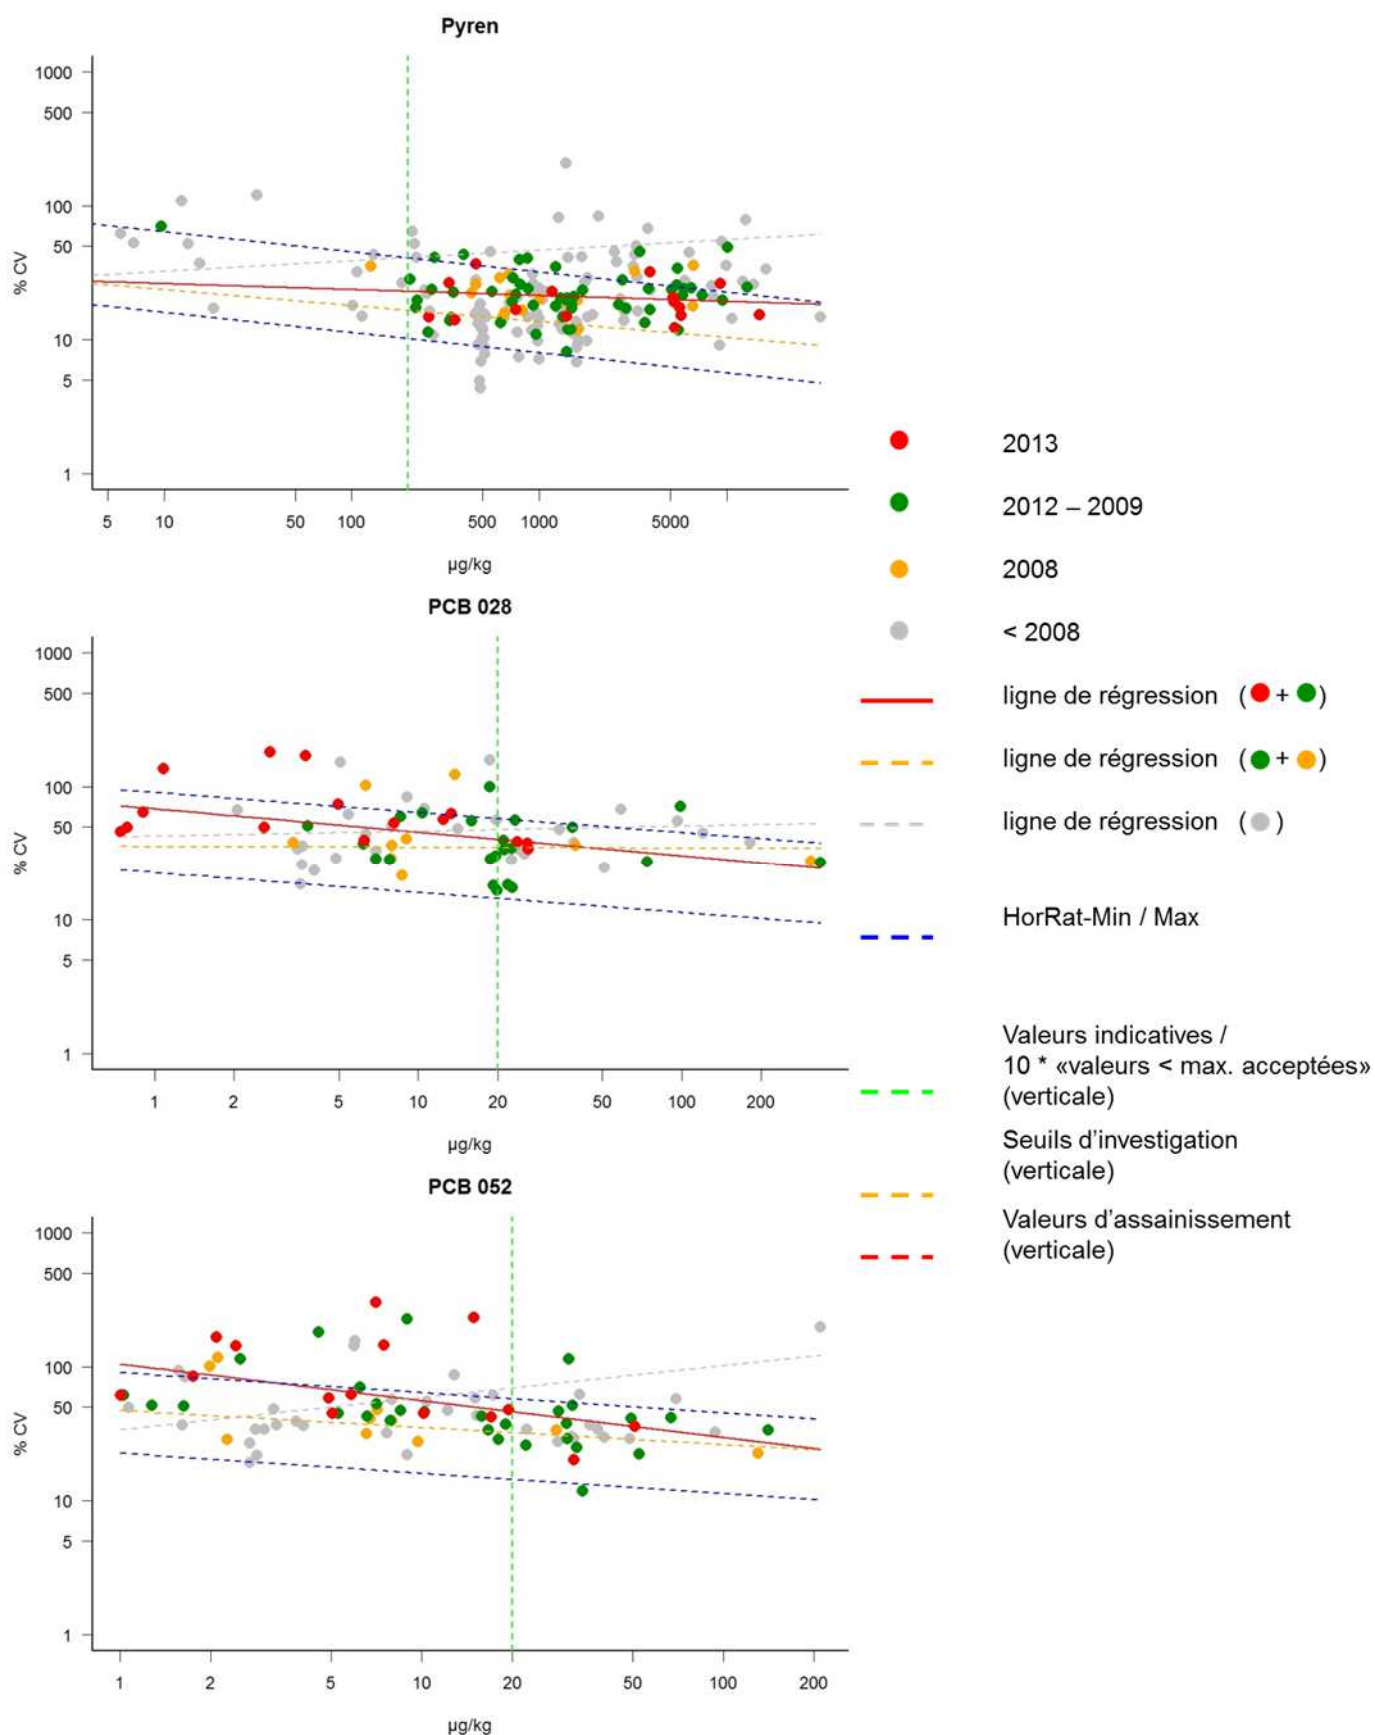 Pyren
1000
500
100
50
10
5
1
% CV
5 10 50 100 500 1000 5000
µg/kg
PCB 028
1000
500
100
50
10
5
1
% CV
1 2 5 10 20 50 100 200
µg/kg
PCB 052
1000
500
100
50
10
5
1
% CV
1 2 5 10 20 50 100 200
µg/kg
2013
2012 – 2009
2008
< 2008
ligne de régression ( + )
ligne de régression ( + )
ligne de régression ( )
HorRat-Min / Max
Valeurs indicatives /
10 * «valeurs < max. acceptées»
(verticale)
Seuils d’investigation
(verticale)
Valeurs d’assainissement
(verticale)